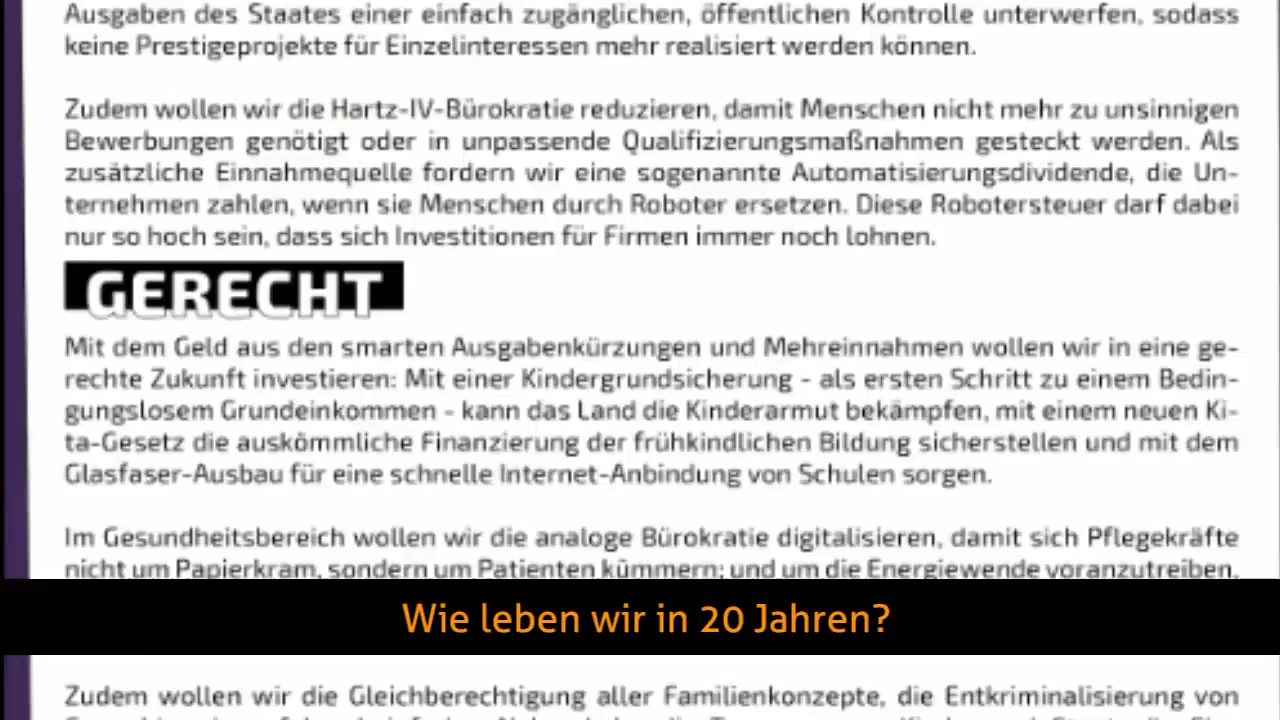 Ausgaben des Staates einer einfach zugänglichen, öffentlichen Kontrolle unterwerfen, sodass
keine Prestigeprojekte für Einzelinteressen mehr realisiert werden können.
Zudem wollen wir die Hartz-IV-Bürokratie reduzieren, damit Menschen nicht mehr zu unsinnigen
Bewerbungen genötigt oder in unpassende Qualifizierungsmaßnahmen gesteckt werden. Als
zusätzliche Einnahmequelle fordern wir eine sogenannte Automatisierungsdividende, die Un-
ternehmen zahlen, wenn sie Menschen durch Roboter ersetzen. Diese Robotersteuer darf dabei
nur so hoch sein, dass sich Investitionen für Firmen immer noch lohnen.
GERECHT
Mit dem Geld aus den smarten Ausgabenkürzungen und Mehreinnahmen wollen wir in eine ge-
rechte Zukunft investieren: Mit einer Kindergrundsicherung - als ersten Schritt zu einem Bedin-
gungslosem Grundeinkommen - kann das Land die Kinderarmut bekämpfen, mit einem neuen Ki-
ta-Gesetz die auskömmliche Finanzierung der frühkindlichen Bildung sicherstellen und mit dem
Glasfaser-Ausbau für eine schnelle Internet-Anbindung von Schulen sorgen.
Im Gesundheitsbereich wollen wir die analoge Bürokratie digitalisieren, damit sich Pflegekräfte
nicht um Papierkram, sondern um Patienten kümmern; und um die Energiewende voranzutreiben,
Wie leben wir in 20 Jahren?
Zudem wollen wir die Gleichberechtigung aller Familienkonzepte, die Entkriminalisierung von